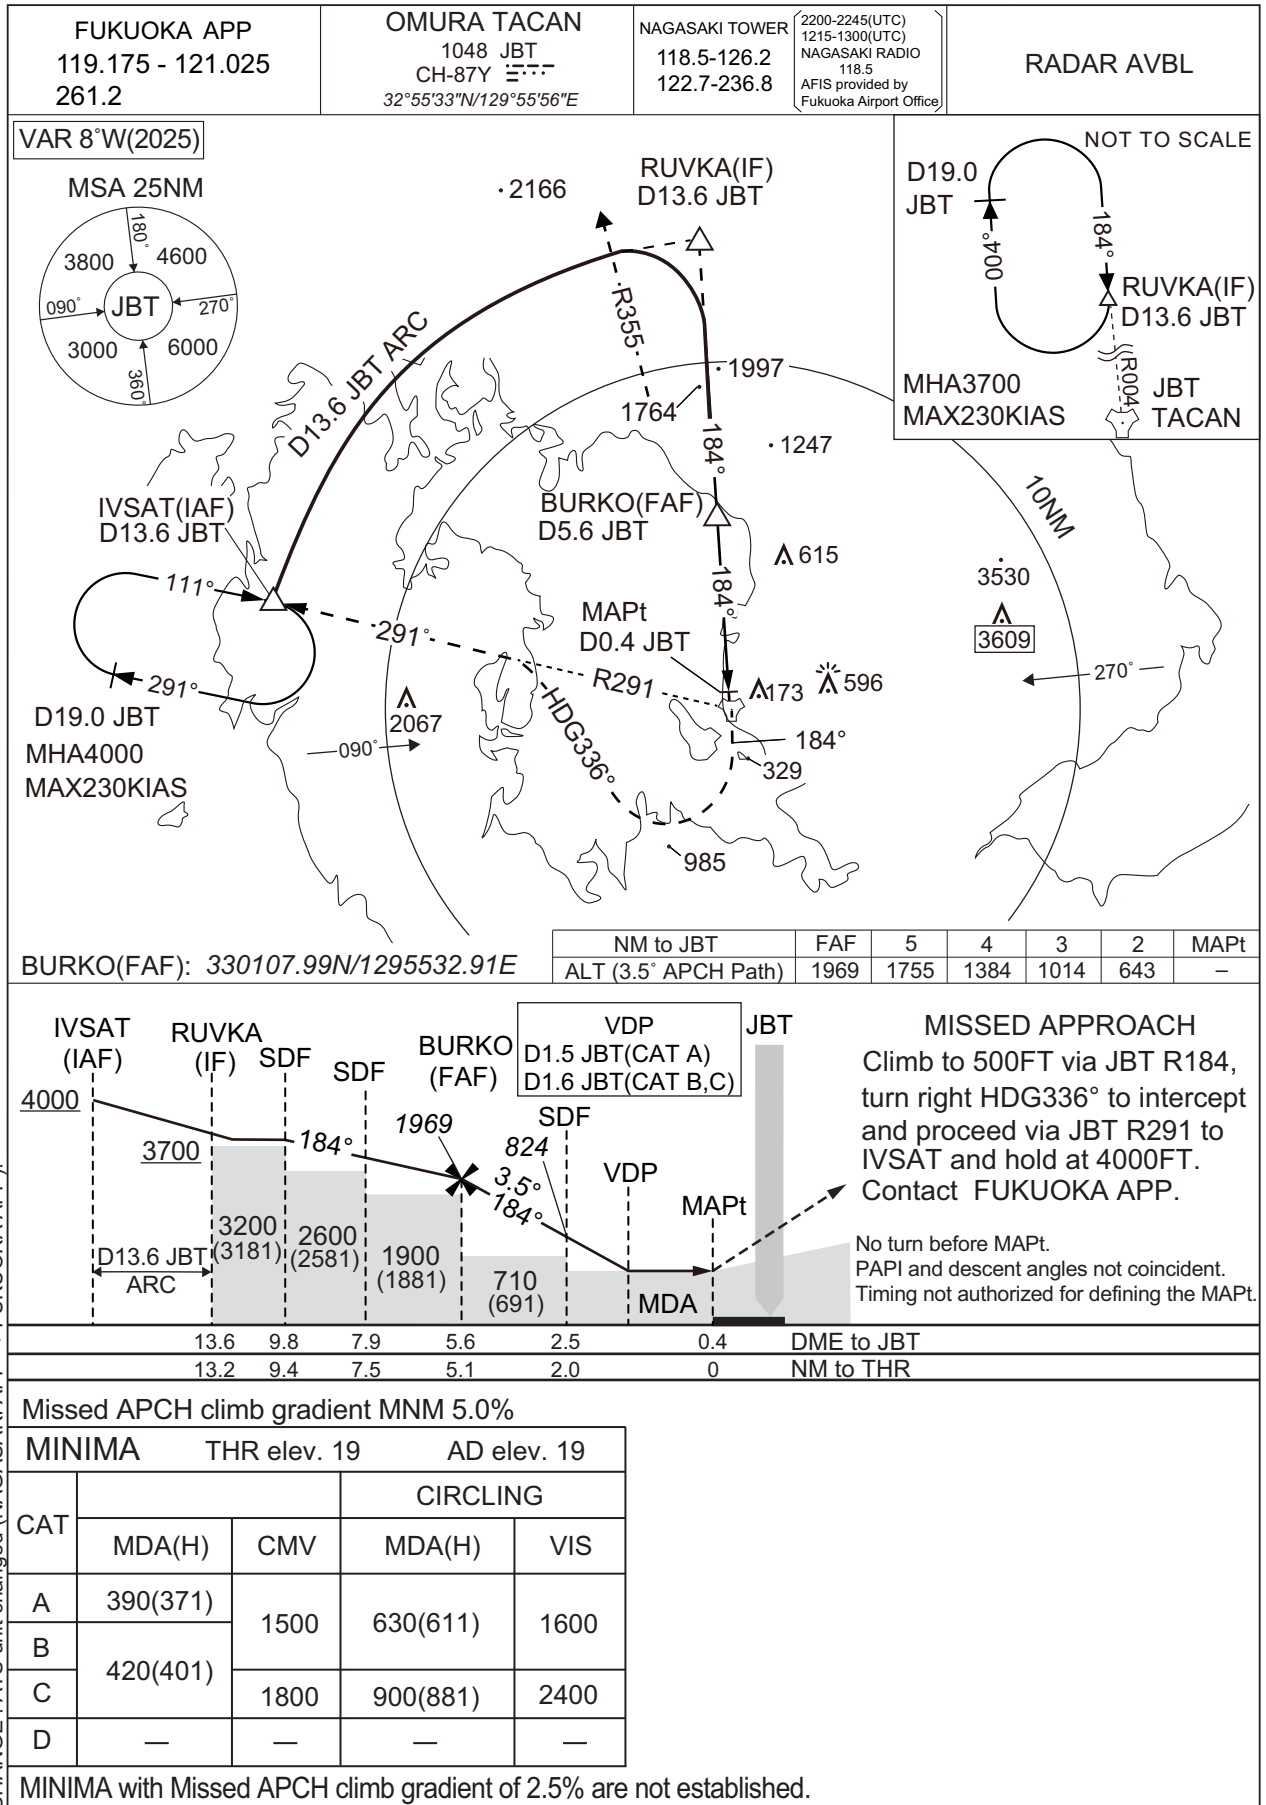 FUKUOKA APP
119.175 - 121.025
261.2
OMURA TACAN
1048 JBT
CH-87Y
32°55'33"N/129°55'56"E
NAGASAKI TOWER
118.5-126.2
122.7-236.8
2200-2245(UTC)
1215-1300(UTC)
NAGASAKI RADIO
118.5
AFIS provided by
Fukuoka Airport Office
RADAR AVBL
VAR 8°W(2025)
MSA 25NM
180°
3800
4600
090°
JBT
270°
3000
6000
360°
2166
RUVKA(IF)
D13.6 JBT
R355
D13.6 JBT ARC
1997
1764
184°
1247
NOT TO SCALE
D19.0
JBT
004°
184°
RUVKA(IF)
D13.6 JBT
R004
MHA3700
MAX230KIAS
JBT
TACAN
10NM
IVSAT(IAF)
D13.6 JBT
BURKO(FAF)
D5.6 JBT
615
3530
3609
111°
184°
MAPt
D0.4 JBT
291°
R291
173
596
270°
291°
D19.0 JBT
MHA4000
MAX230KIAS
2067
090°
HDG336°
184°
329
985
BURKO(FAF): 330107.99N/1295532.91E
NM to JBT FAF 5 4 3 2 MAPt
ALT (3.5° APCH Path) 1969 1755 1384 1014 643 –
IVSAT
(IAF)
RUVKA
(IF)
SDF
SDF
BURKO
(FAF)
VDP
D1.5 JBT(CAT A)
D1.6 JBT(CAT B,C)
JBT
4000
3700
184°
1969
824
SDF
3.5°
184°
VDP
MAPt
3200
(3181)
2600
(2581)
1900
(1881)
710
(691)
MDA
D13.6 JBT
ARC
MISSED APPROACH
Climb to 500FT via JBT R184,
turn right HDG336° to intercept
and proceed via JBT R291 to
IVSAT and hold at 4000FT.
Contact FUKUOKA APP.
No turn before MAPt.
PAPI and descent angles not coincident.
Timing not authorized for defining the MAPt.
13.6 9.8 7.9 5.6 2.5 0.4 DME to JBT
13.2 9.4 7.5 5.1 2.0 0 NM to THR
Missed APCH climb gradient MNM 5.0%
MINIMA THR elev. 19 AD elev. 19
CAT
CIRCLING
MDA(H) CMV MDA(H) VIS
A 390(371) 1500 630(611) 1600
B 420(401)
C 1800 900(881) 2400
D — — — —
MINIMA with Missed APCH climb gradient of 2.5% are not established.